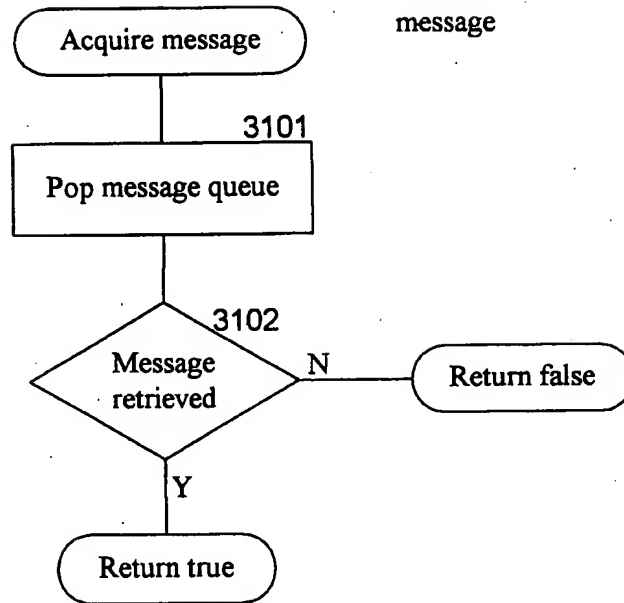 Acquire message
message
3101
Pop message queue
3102
Message
retrieved
N
Return false
Y
Return true